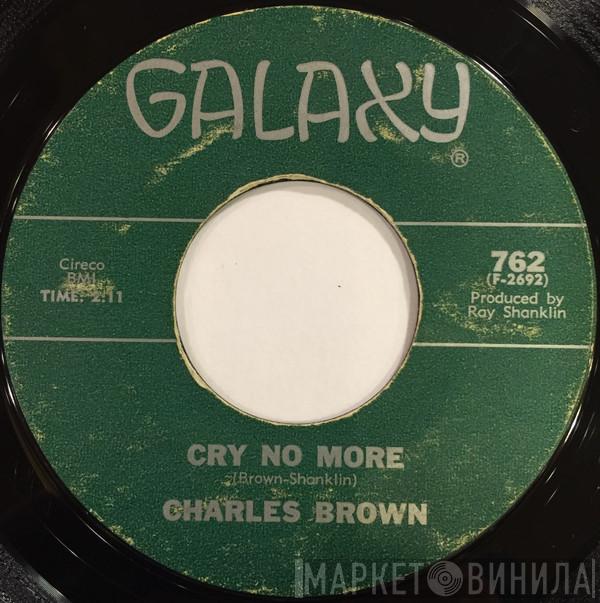 GALAXY
®
Cireco
BMI
TIME: 2:11
762
(F-2692)
Produced by
Ray Shanklin
CRY NO MORE
(Brown-Shanklin)
CHARLES BROWN
МАРКЕТ ВИНИЛА